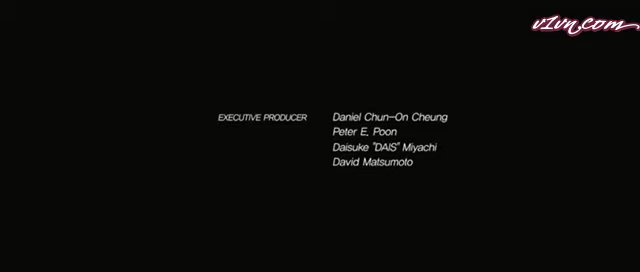 v1vn.com
EXECUTIVE PRODUCER Daniel Chun-On Cheung
Peter E. Poon
Daisuke "DAIS" Miyachi
David Matsumoto